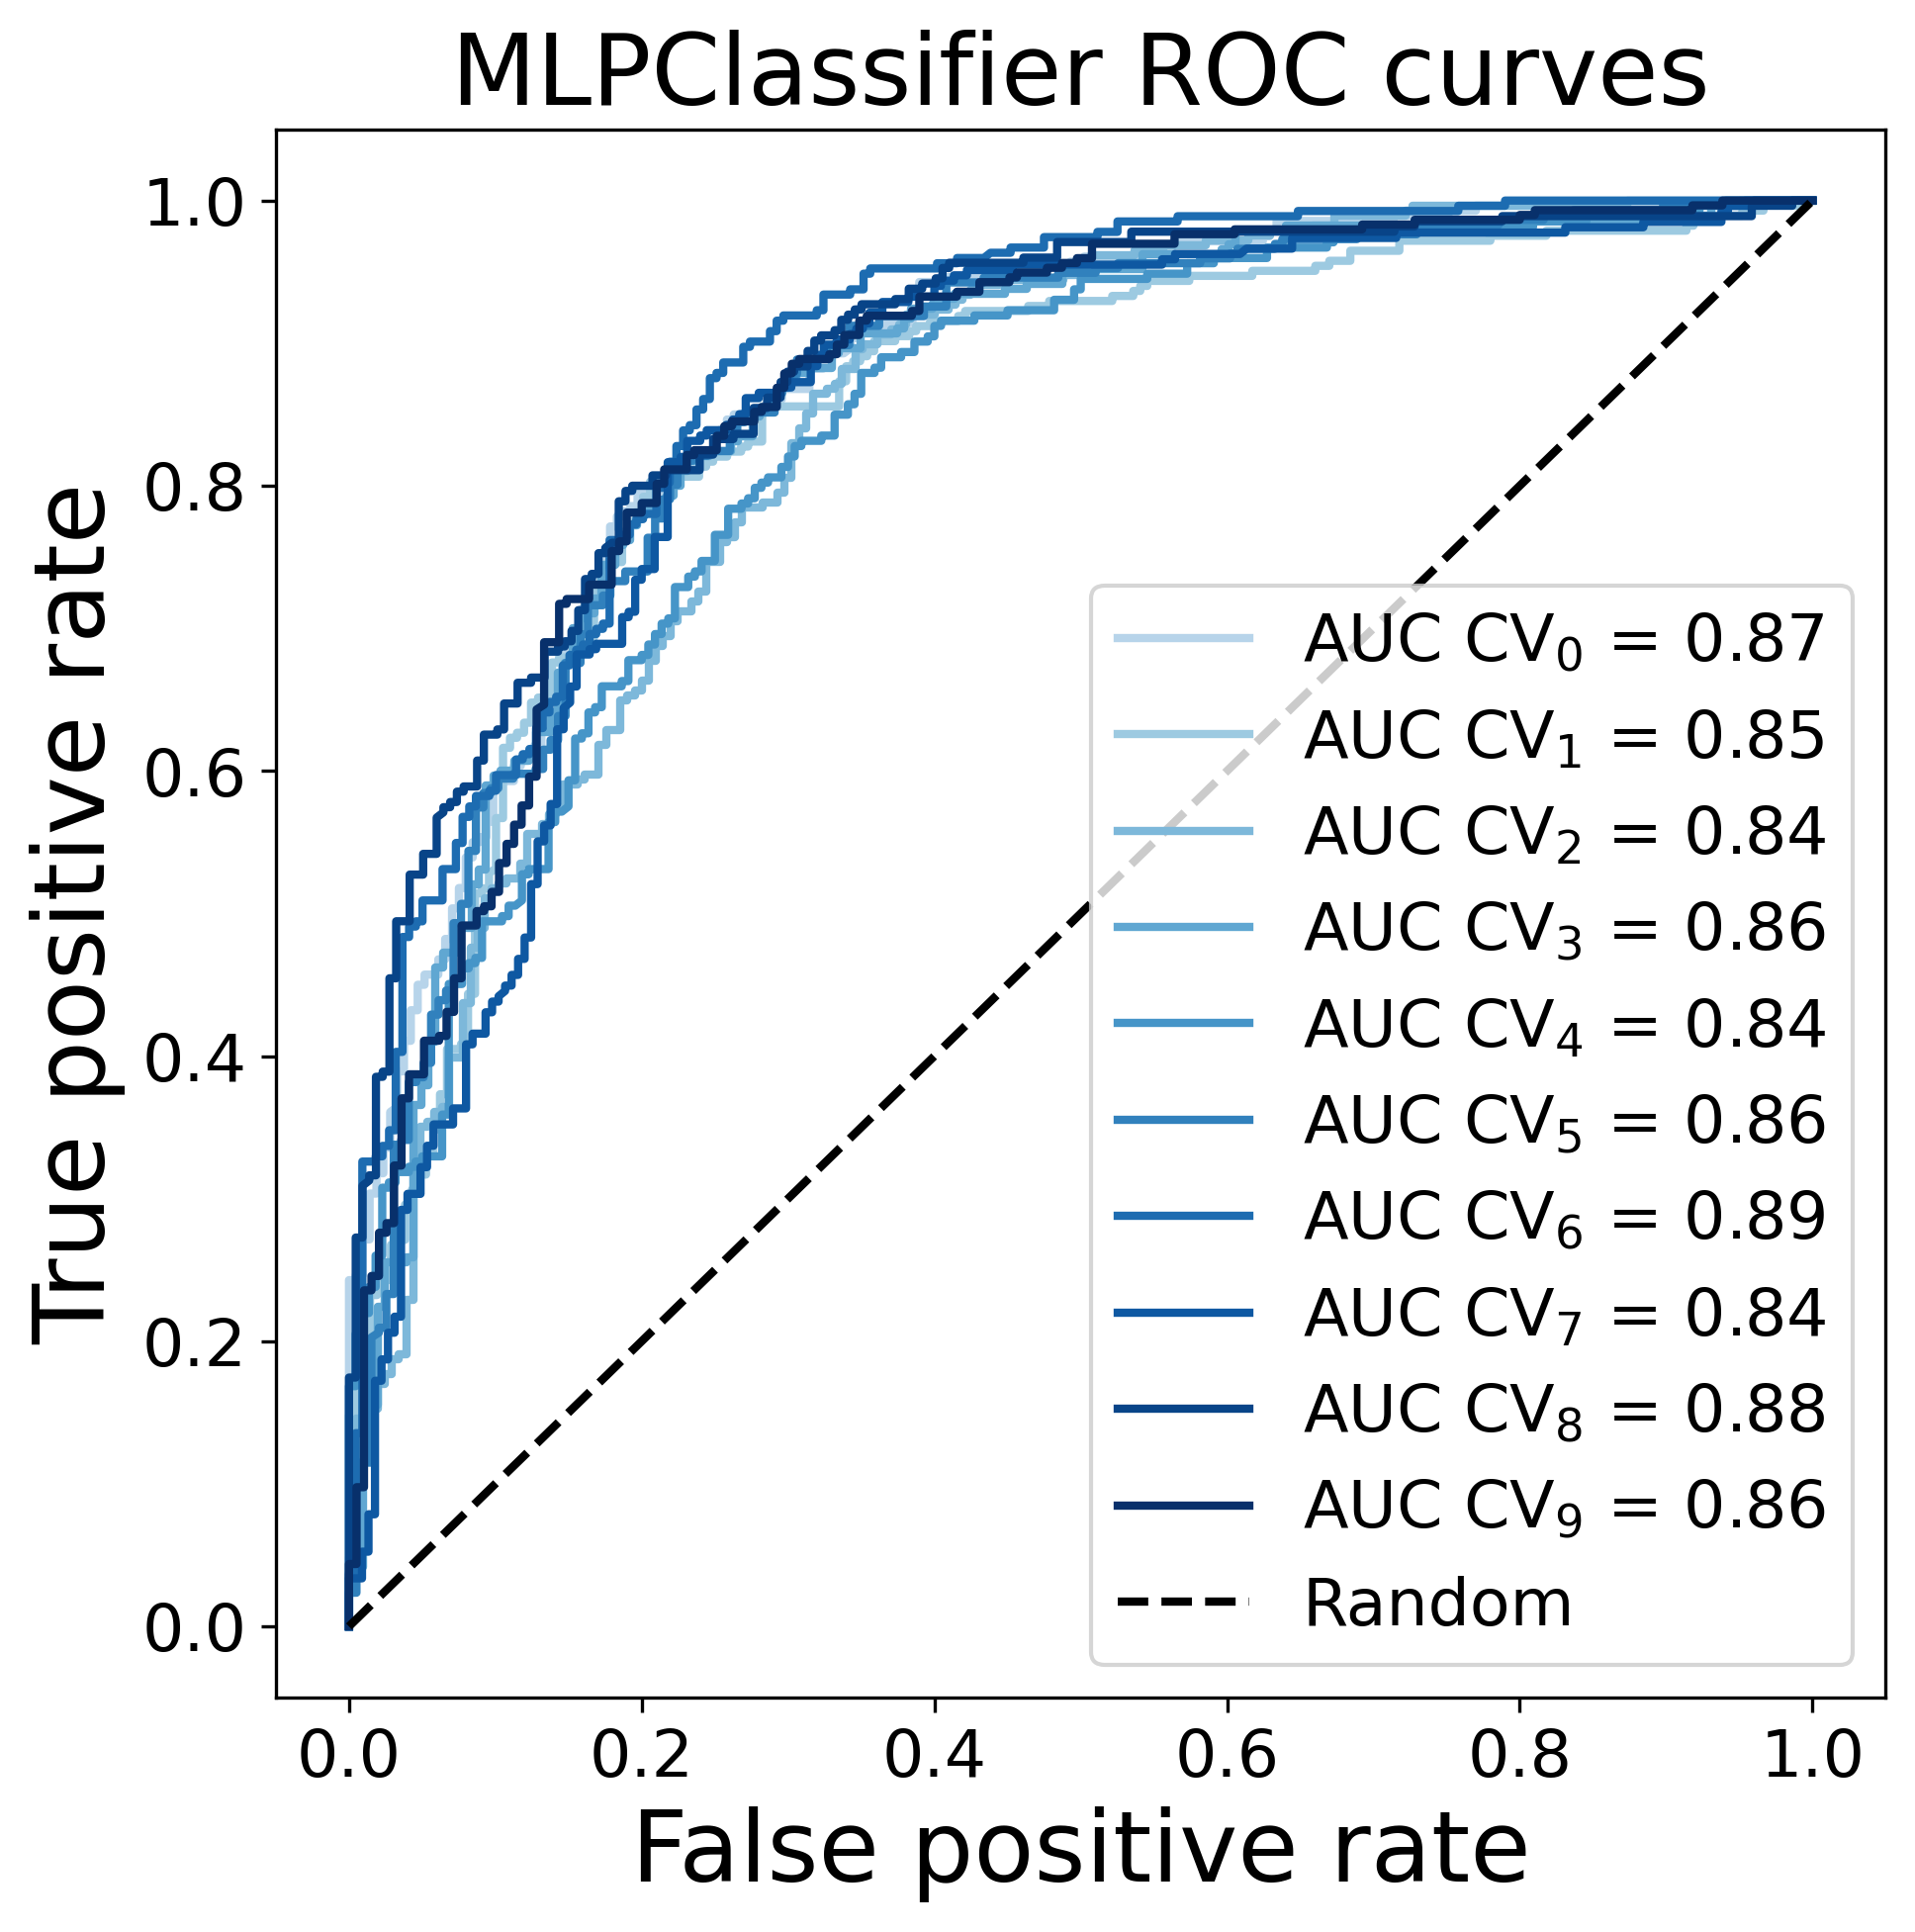 MLPClassifier ROC curves
True positive rate
1.0
0.8
0.6
0.4
0.2
0.0
AUC CV₀ = 0.87
AUC CV₁ = 0.85
AUC CV₂ = 0.84
AUC CV₃ = 0.86
AUC CV₄ = 0.84
AUC CV₅ = 0.86
AUC CV₆ = 0.89
AUC CV₇ = 0.84
AUC CV₈ = 0.88
AUC CV₉ = 0.86
Random
0.0 0.2 0.4 0.6 0.8 1.0
False positive rate